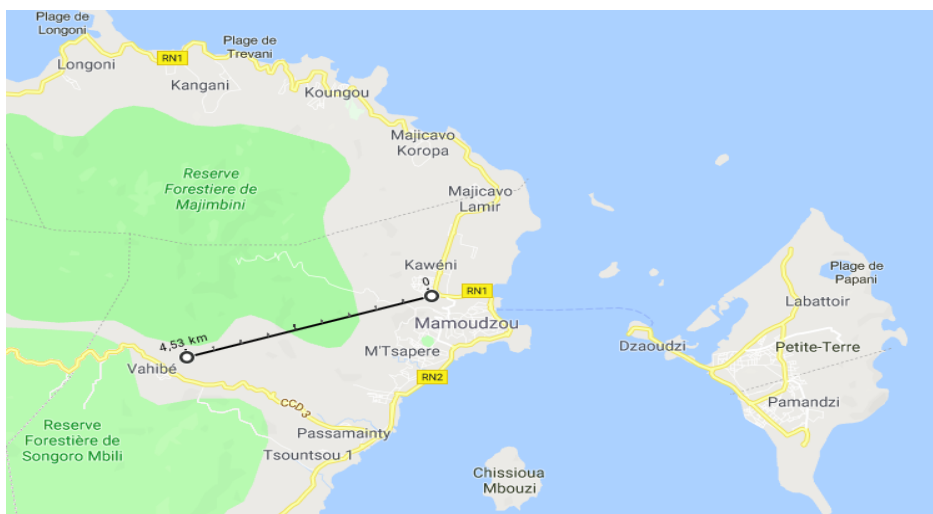 Plage de
Longoni
Longoni
RN1
Kangani
Plage de
Trevani
Koungou
Majicavo
Koropa
Reserve
Forestiere de
Majimbini
Majicavo
Lamir
Kawéni
0
RN1
Mamoudzou
M'Tsapere
RN2
4,53 km
Vahibé
CCD 3
Passamainty
Tsountsou 1
Reserve
Forestière de
Songoro Mbili
Chissioua
Mbouzi
Dzaoudzi
Plage de
Papani
Labattoir
Petite-Terre
Pamandzi